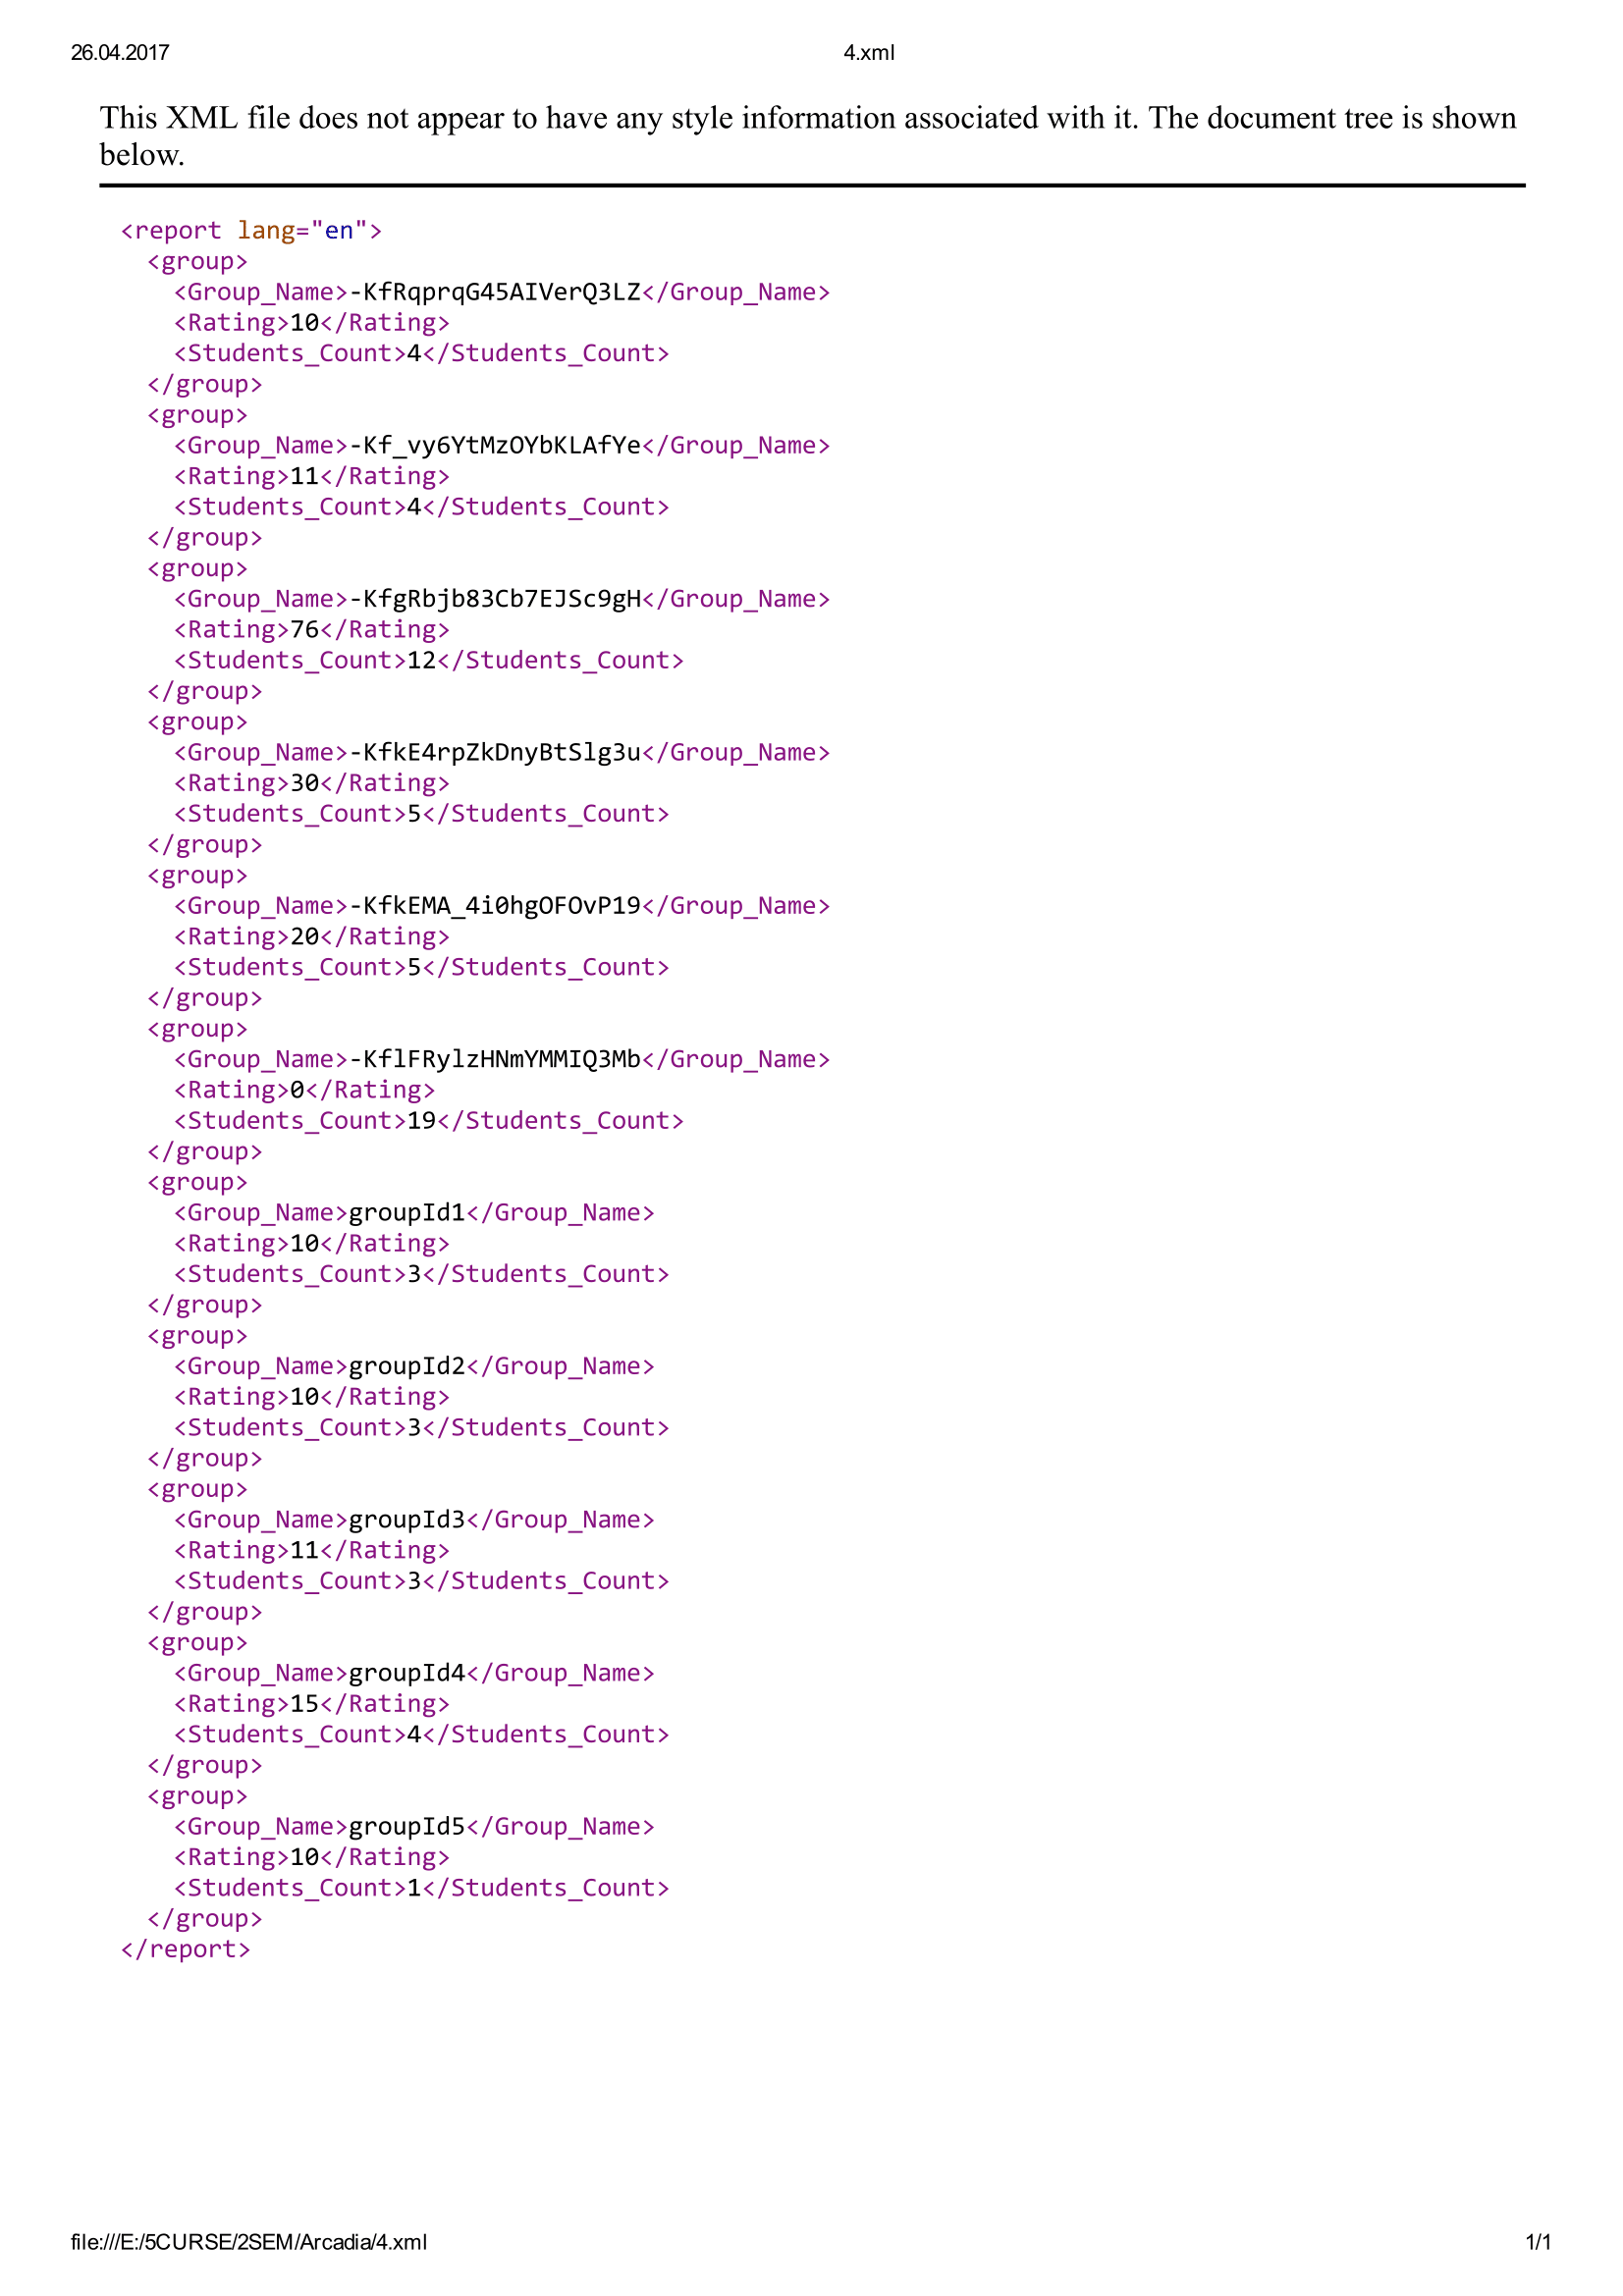 26.04.2017 4.xml
This XML file does not appear to have any style information associated with it. The document tree is shown
below.
<report lang="en">
<group>
<Group_Name>-KfRqprqG45AIVerQ3LZ</Group_Name>
<Rating>10</Rating>
<Students_Count>4</Students_Count>
</group>
<group>
<Group_Name>-Kf_vy6YtMzOYbKLAfYe</Group_Name>
<Rating>11</Rating>
<Students_Count>4</Students_Count>
</group>
<group>
<Group_Name>-KfgRbjb83Cb7EJSc9gH</Group_Name>
<Rating>76</Rating>
<Students_Count>12</Students_Count>
</group>
<group>
<Group_Name>-KfkE4rpZkDnyBtSlg3u</Group_Name>
<Rating>30</Rating>
<Students_Count>5</Students_Count>
</group>
<group>
<Group_Name>-KfkEMA_4i0hgOFOvP19</Group_Name>
<Rating>20</Rating>
<Students_Count>5</Students_Count>
</group>
<group>
<Group_Name>-KflFRylzHNmYMMIQ3Mb</Group_Name>
<Rating>0</Rating>
<Students_Count>19</Students_Count>
</group>
<group>
<Group_Name>groupId1</Group_Name>
<Rating>10</Rating>
<Students_Count>3</Students_Count>
</group>
<group>
<Group_Name>groupId2</Group_Name>
<Rating>10</Rating>
<Students_Count>3</Students_Count>
</group>
<group>
<Group_Name>groupId3</Group_Name>
<Rating>11</Rating>
<Students_Count>3</Students_Count>
</group>
<group>
<Group_Name>groupId4</Group_Name>
<Rating>15</Rating>
<Students_Count>4</Students_Count>
</group>
<group>
<Group_Name>groupId5</Group_Name>
<Rating>10</Rating>
<Students_Count>1</Students_Count>
</group>
</report>
file:///E:/5CURSE/2SEM/Arcadia/4.xml 1/1